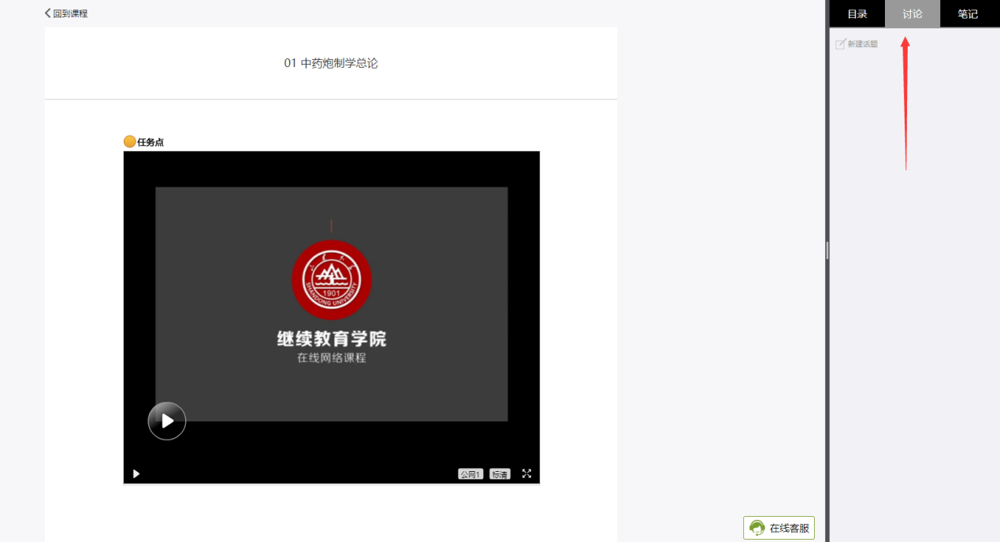 回到课程
目录 讨论 笔记
新建话题
01 中药炮制学总论
任务点
1901
SHANDONG UNIVERSITY
继续教育学院
在线网络课程
公网1 标清
在线客服